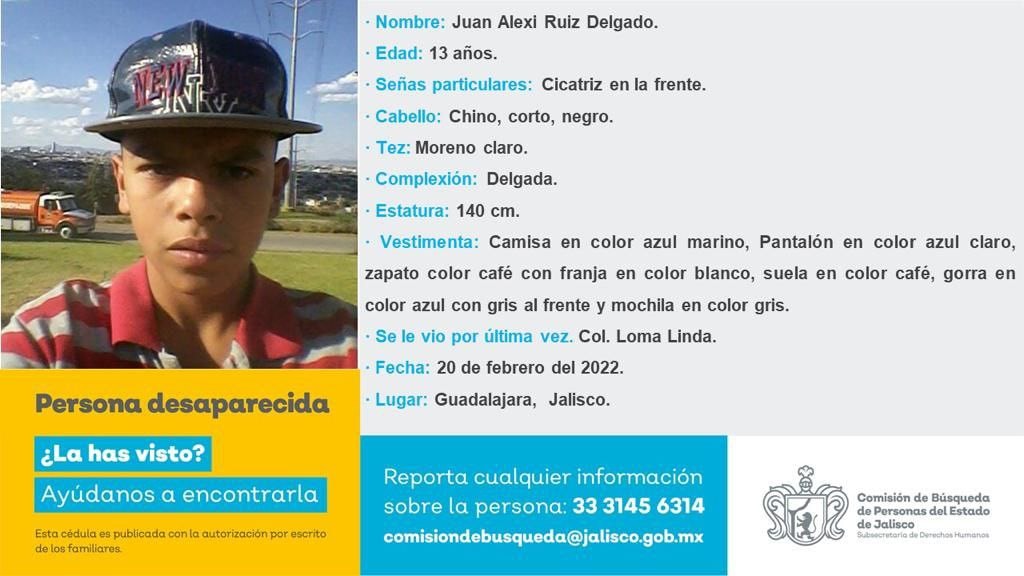 NEW
· Nombre: Juan Alexi Ruiz Delgado.
· Edad: 13 años.
· Señas particulares: Cicatriz en la frente.
· Cabello: Chino, corto, negro.
· Tez: Moreno claro.
· Complexión: Delgada.
· Estatura: 140 cm.
· Vestimenta: Camisa en color azul marino, Pantalón en color azul claro,
zapato color café con franja en color blanco, suela en color café, gorra en
color azul con gris al frente y mochila en color gris.
· Se le vio por última vez. Col. Loma Linda.
· Fecha: 20 de febrero del 2022.
· Lugar: Guadalajara, Jalisco.
Persona desaparecida
¿La has visto?
Ayúdanos a encontrarla
Esta cédula es publicada con la autorización por escrito
de los familiares.
Reporta cualquier información
sobre la persona: 33 3145 6314
comisiondebusqueda@jalisco.gob.mx
Comisión de Búsqueda
de Personas del Estado
de Jalisco
Subsecretaría de Derechos Humanos